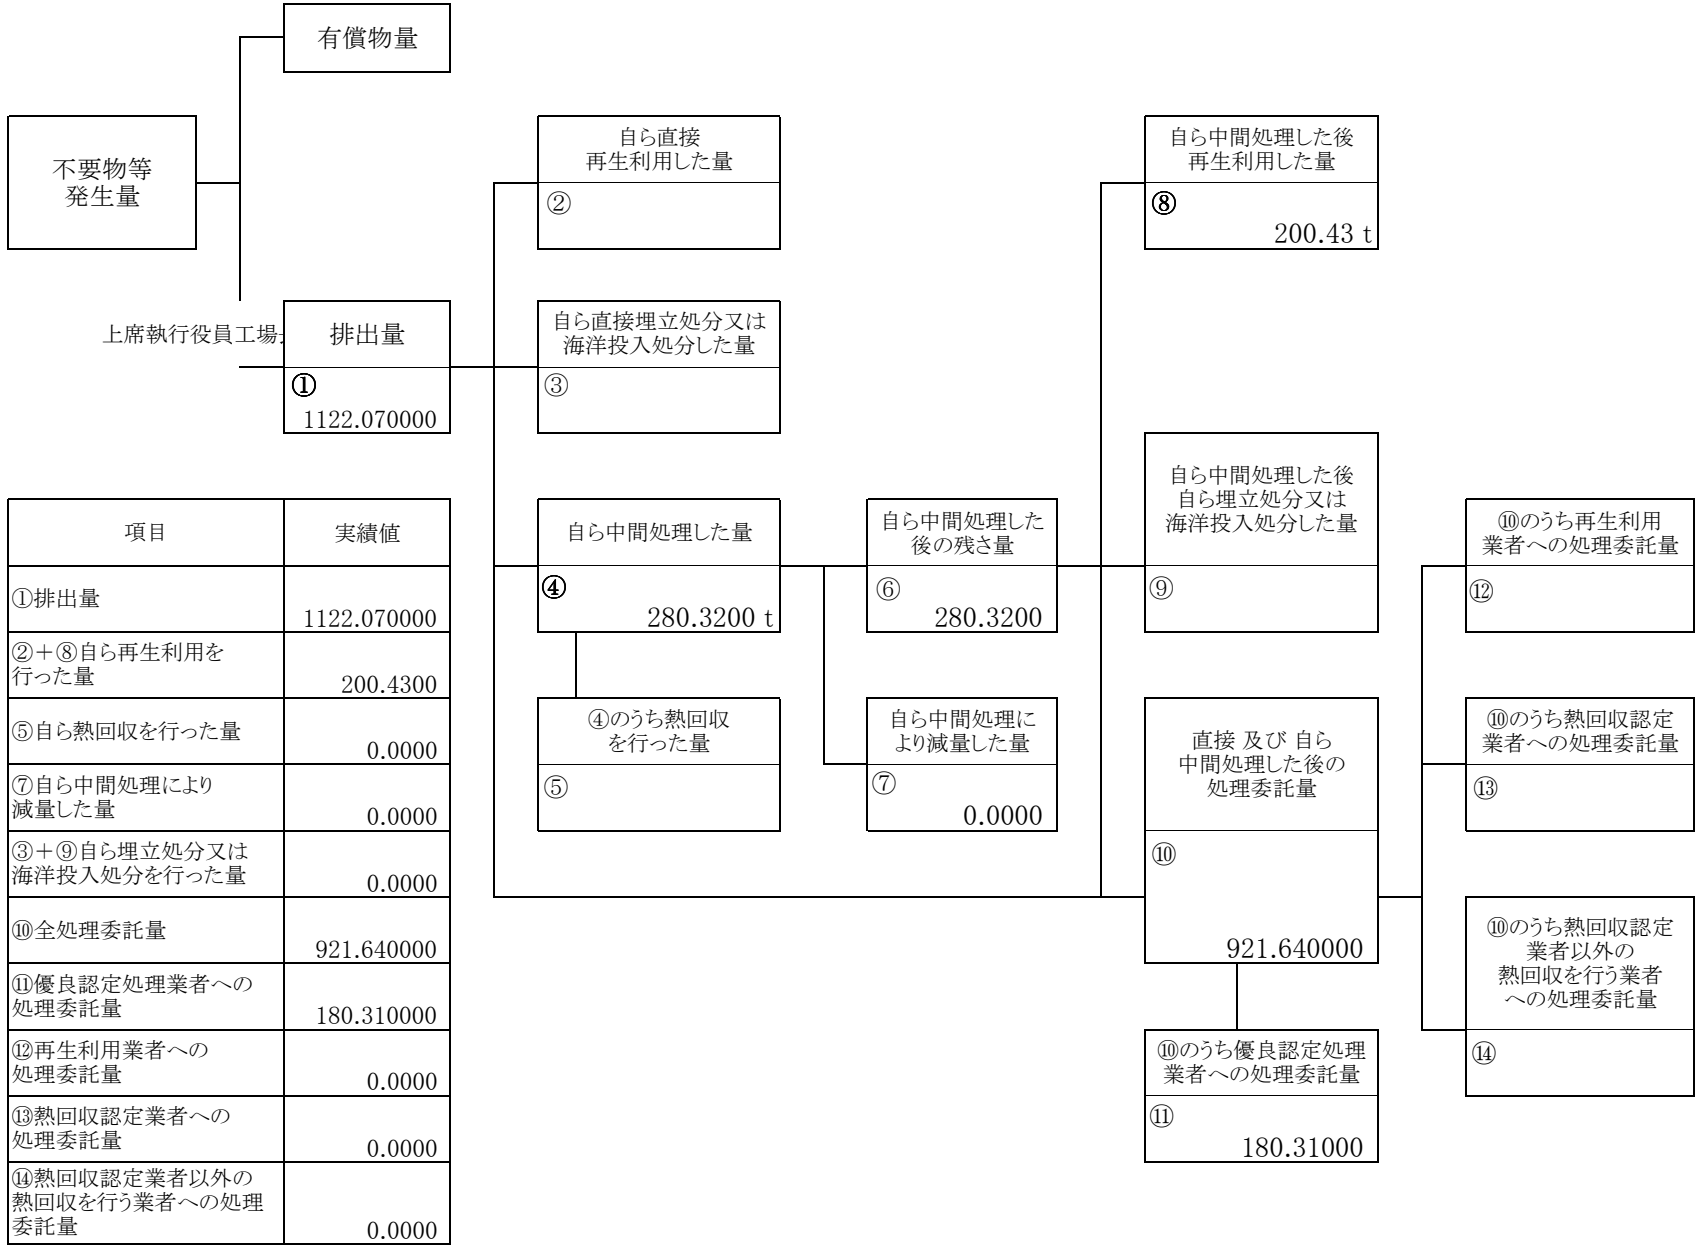 有償物量
不要物等
発生量
自ら直接
再生利用した量
②
自ら中間処理した後
再生利用した量
⑧
200.43 t
上席執行役員工場
排出量
①
1122.070000
自ら直接埋立処分又は
海洋投入処分した量
③
自ら中間処理した量
④
280.3200 t
自ら中間処理した
後の残さ量
⑥
280.3200
自ら中間処理した後
自ら埋立処分又は
海洋投入処分した量
⑨
⑩のうち再生利用
業者への処理委託量
⑫
④のうち熱回収
を行った量
⑤
自ら中間処理に
より減量した量
⑦
0.0000
直接 及び 自ら
中間処理した後の
処理委託量
⑩
921.640000
⑩のうち熱回収認定
業者への処理委託量
⑬
⑩のうち熱回収認定
業者以外の
熱回収を行う業者
への処理委託量
⑭
⑩のうち優良認定処理
業者への処理委託量
⑪
180.31000
項目 実績値
①排出量
1122.070000
②＋⑧自ら再生利用を
行った量
200.4300
⑤自ら熱回収を行った量
0.0000
⑦自ら中間処理により
減量した量
0.0000
③＋⑨自ら埋立処分又は
海洋投入処分を行った量
0.0000
⑩全処理委託量
921.640000
⑪優良認定処理業者への
処理委託量
180.310000
⑫再生利用業者への
処理委託量
0.0000
⑬熱回収認定業者への
処理委託量
0.0000
⑭熱回収認定業者以外の
熱回収を行う業者への処理
委託量
0.0000